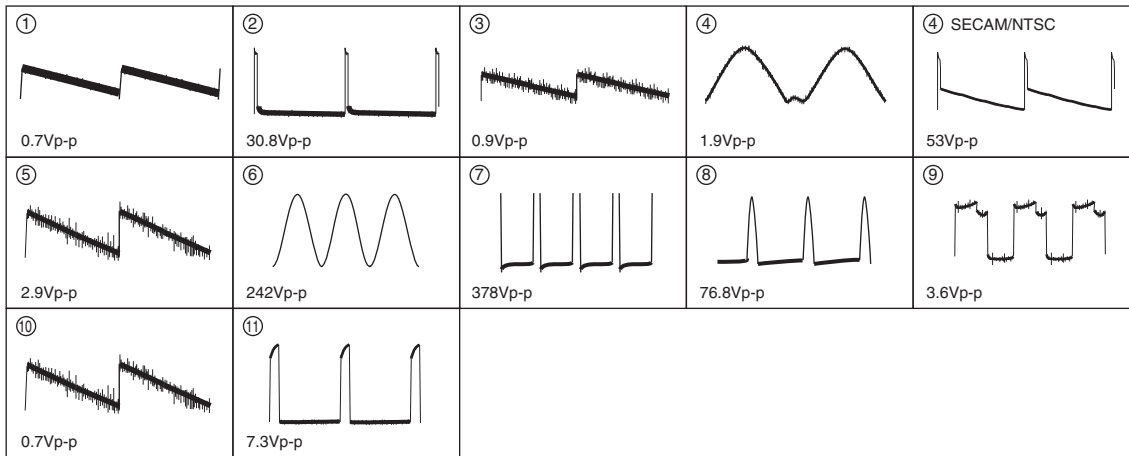 ①
0.7Vp-p
②
30.8Vp-p
③
0.9Vp-p
④
1.9Vp-p
④ SECAM/NTSC
53Vp-p
⑤
2.9Vp-p
⑥
242Vp-p
⑦
378Vp-p
⑧
76.8Vp-p
⑨
3.6Vp-p
⑩
0.7Vp-p
⑪
7.3Vp-p